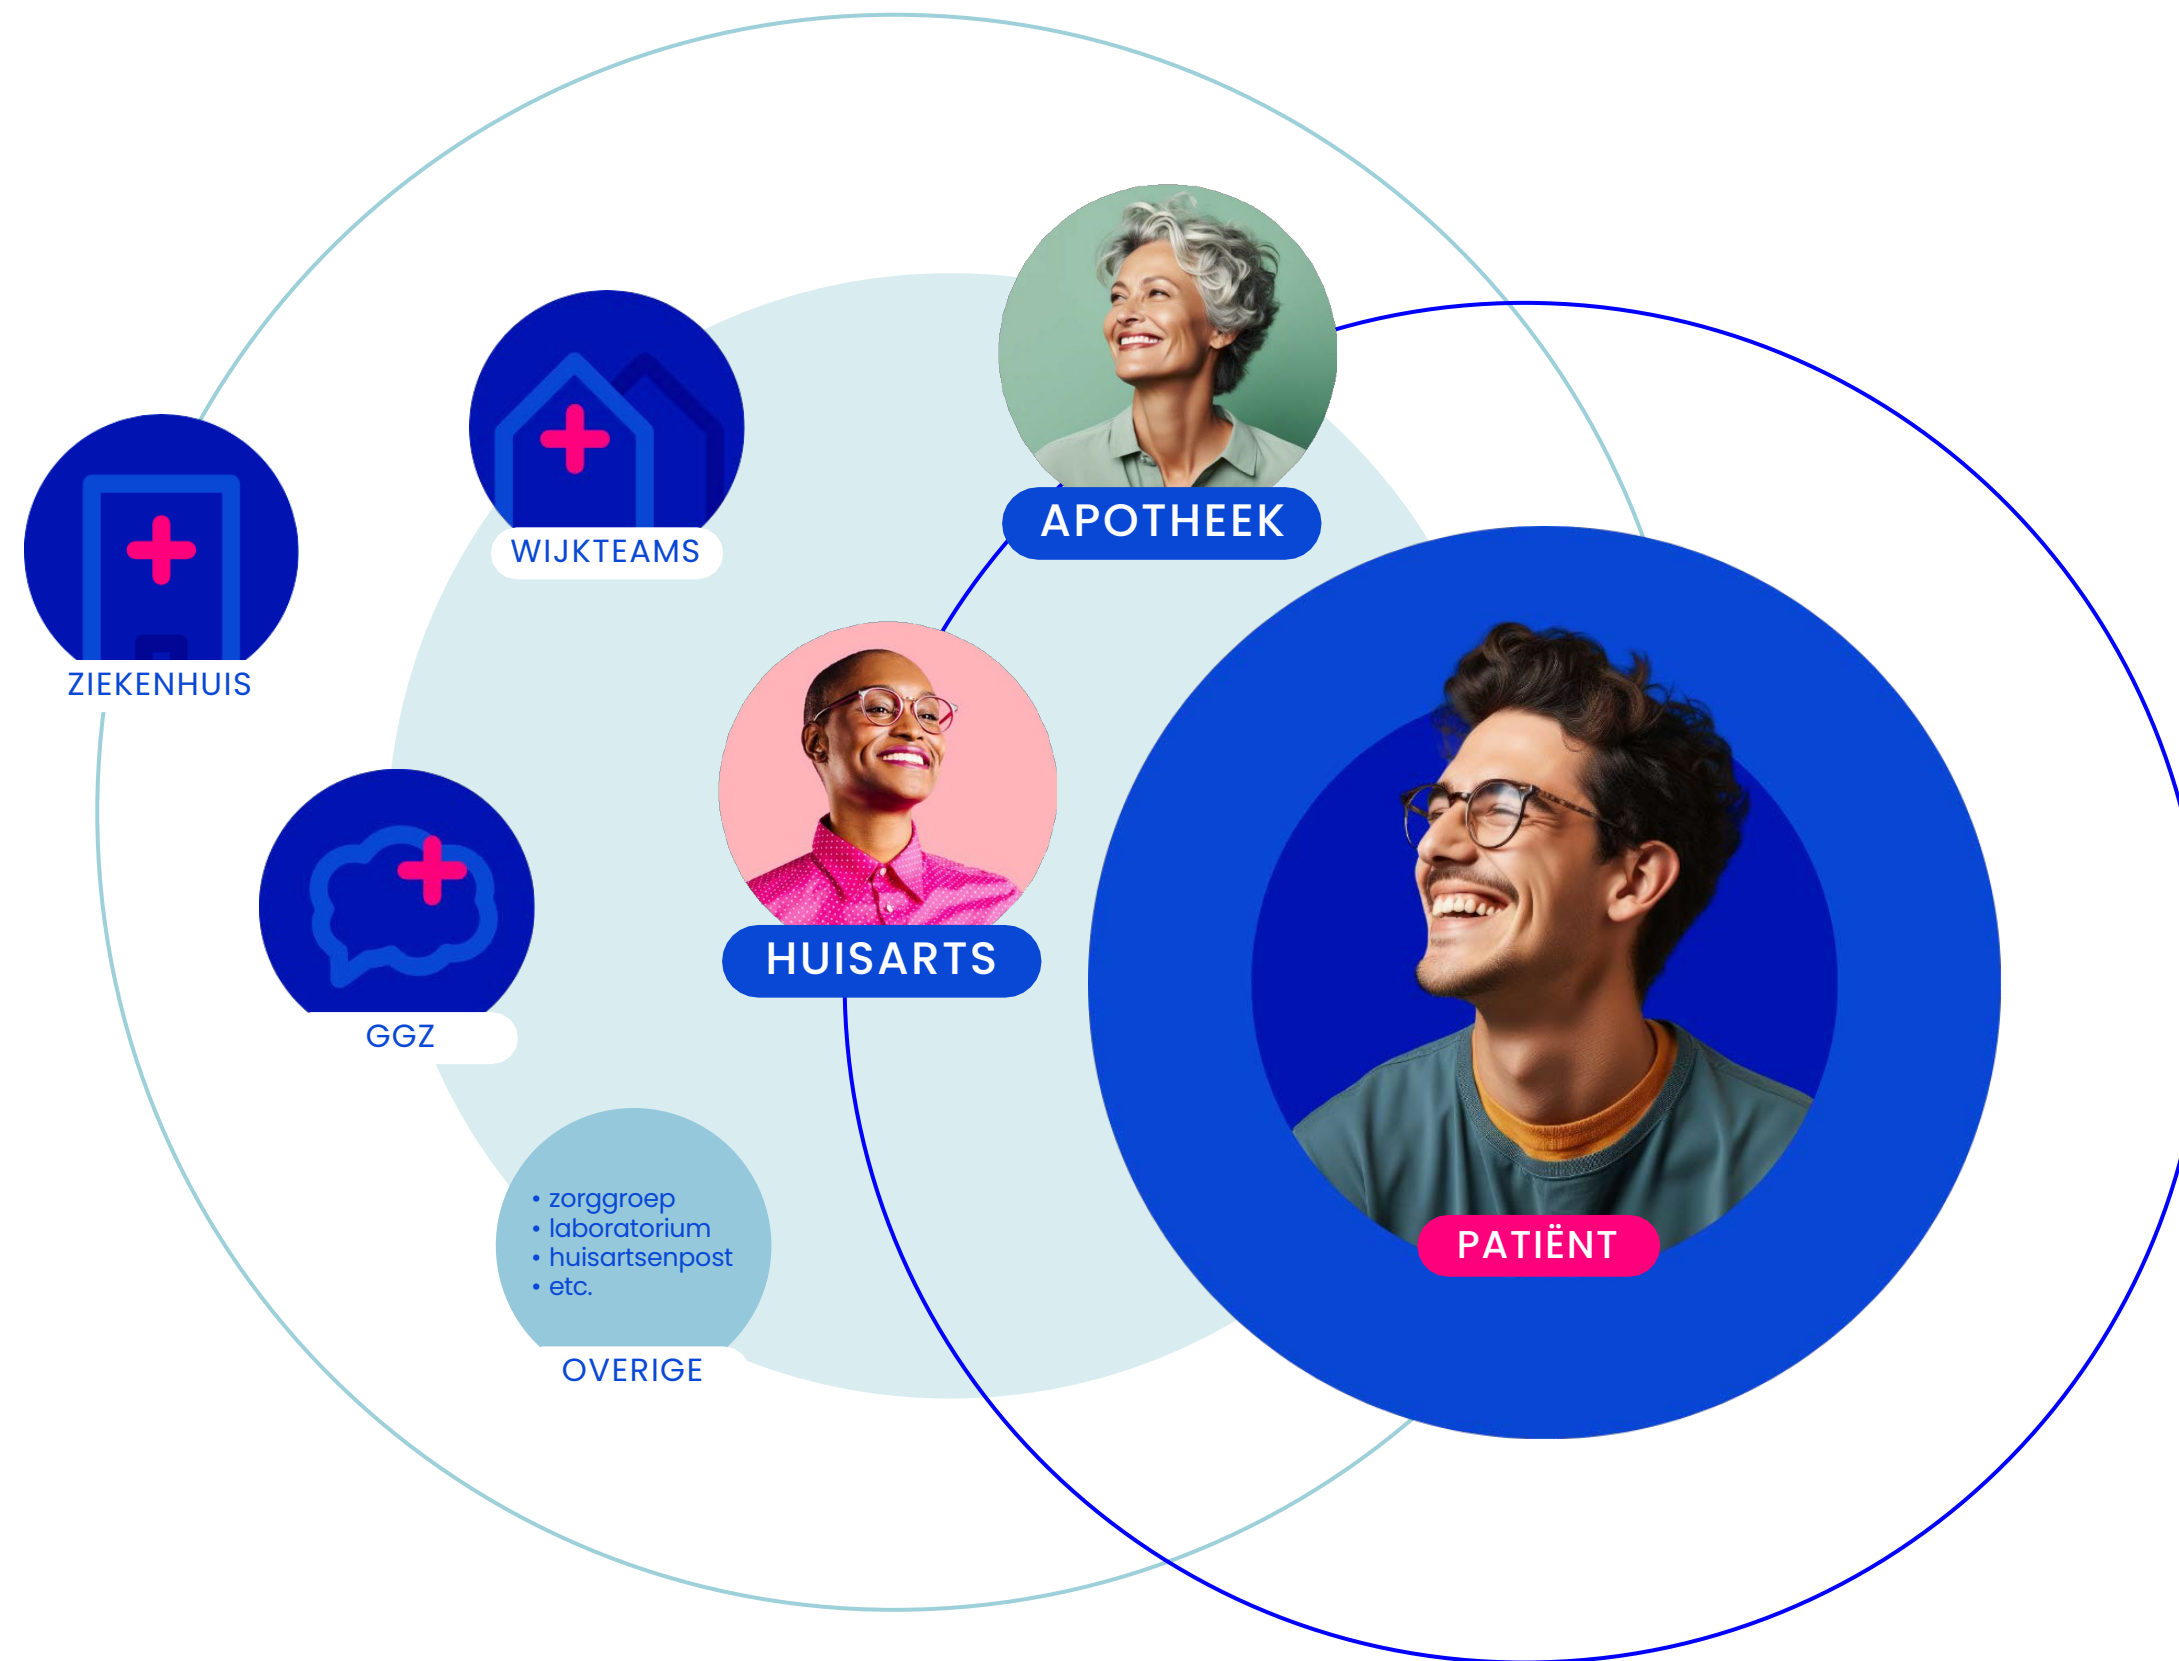 APOTHEEK
WIJKTEAMS
ZIEKENHUIS
HUISARTS
GGZ
• zorggroep
• laboratorium
• huisartsenpost
• etc.
PATIËNT
OVERIGE